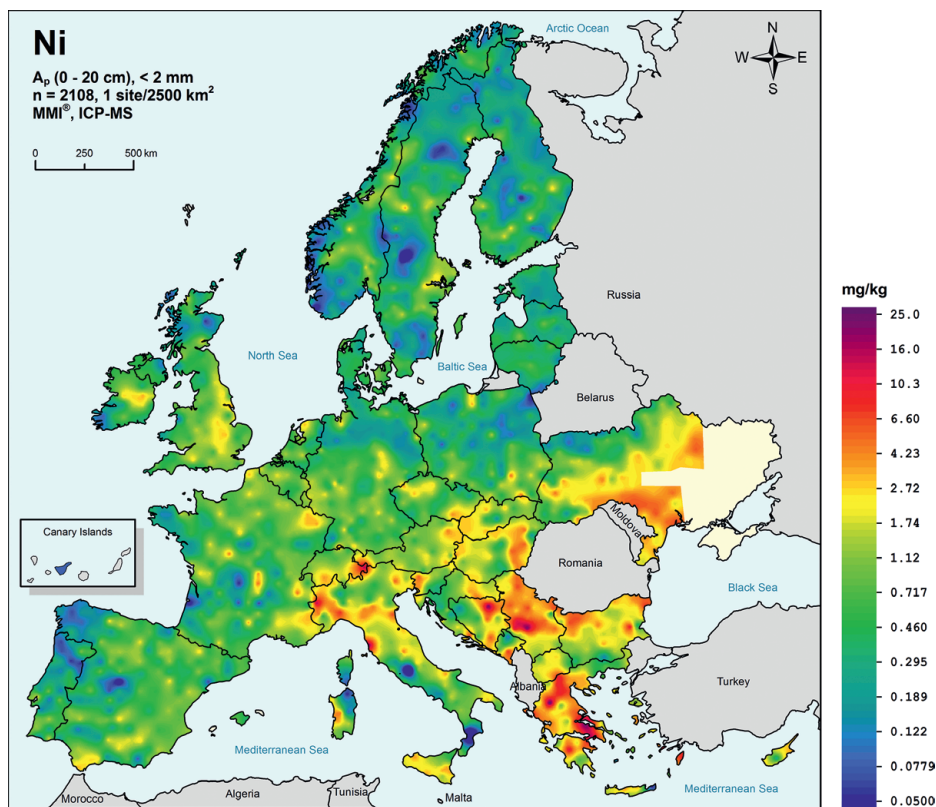 Ni
Aₚ (0 - 20 cm), < 2 mm
n = 2108, 1 site/2500 km²
MMI®, ICP-MS
0 250 500 km
Arctic Ocean
N
W E
S
Russia
North Sea
Baltic Sea
Belarus
Canary Islands
Moldova
Romania
Black Sea
Albania
Turkey
Mediterranean Sea
Morocco
Algeria
Tunisia
Malta
Mediterranean Sea
mg/kg
25.0
16.0
10.3
6.60
4.23
2.72
1.74
1.12
0.717
0.460
0.295
0.189
0.122
0.0779
0.0500